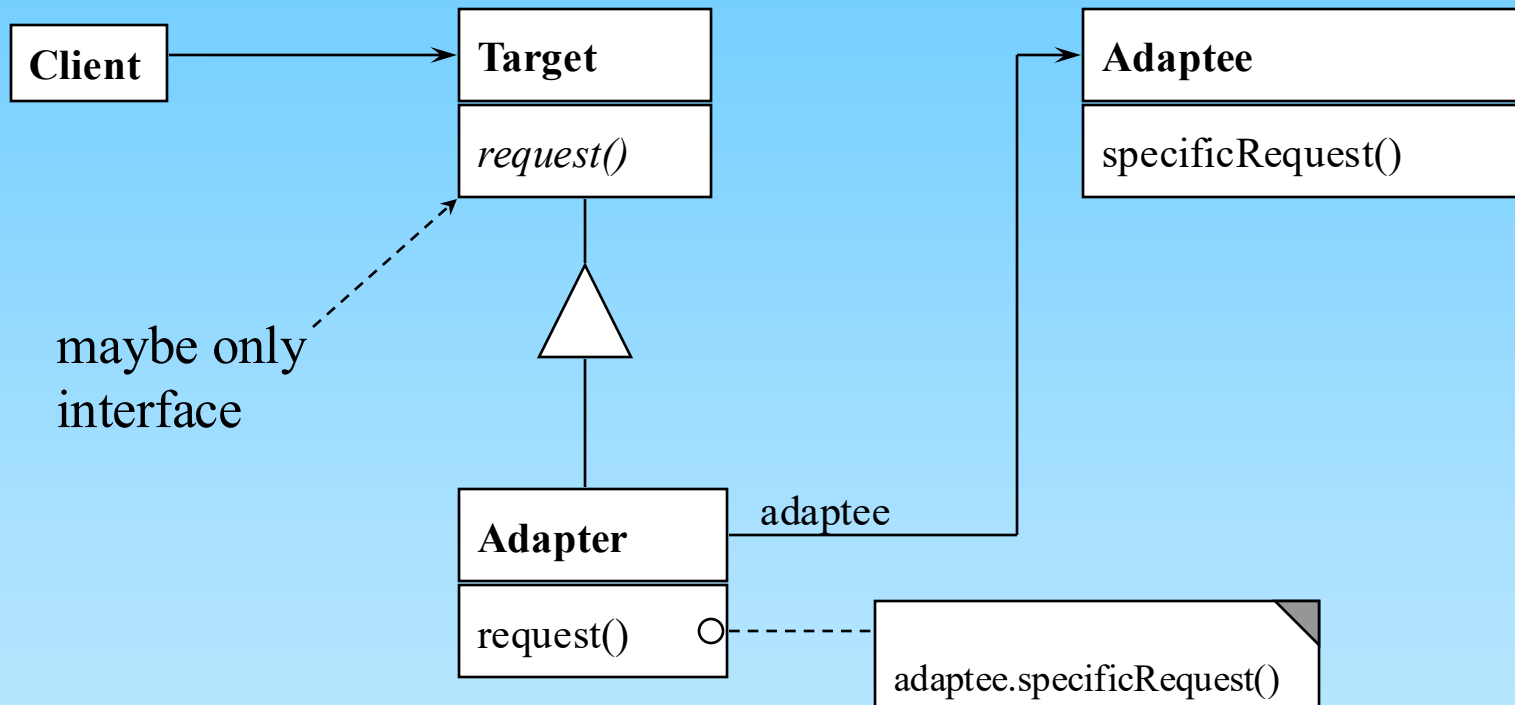 Client
Target
request()
Adaptee
specificRequest()
maybe only
interface
Adapter
request()
adaptee
adaptee.specificRequest()